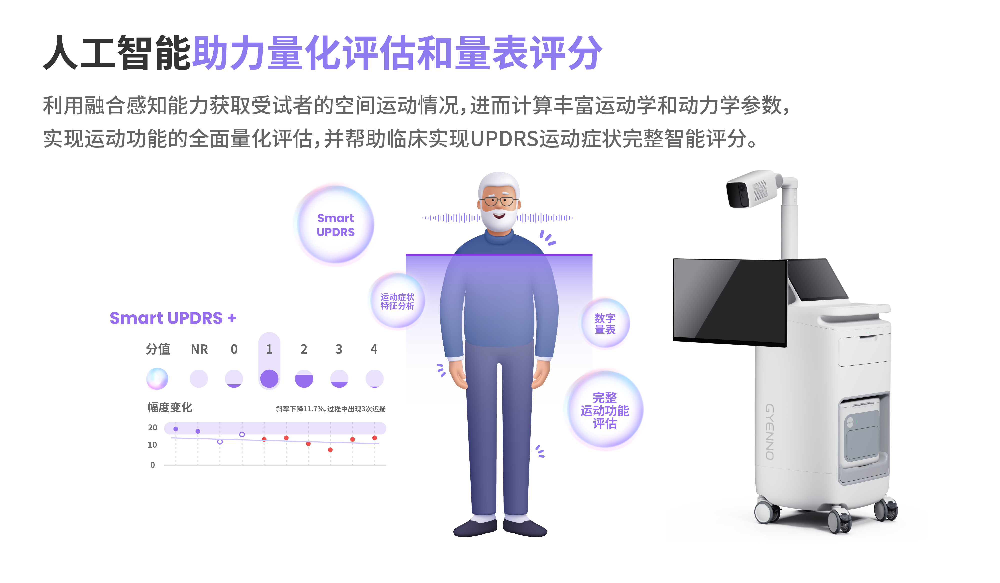 人工智能助力量化评估和量表评分
利用融合感知能力获取受试者的空间运动情况，进而计算丰富运动学和动力学参数，
实现运动功能的全面量化评估，并帮助临床实现UPDRS运动症状完整智能评分。
Smart
UPDRS
运动症状
特征分析
数字
量表
完整
运动功能
评估
Smart UPDRS +
分值 NR 0 1 2 3 4
幅度变化
斜率下降11.7%，过程中出现3次迟疑
20
10
0
GYENNO